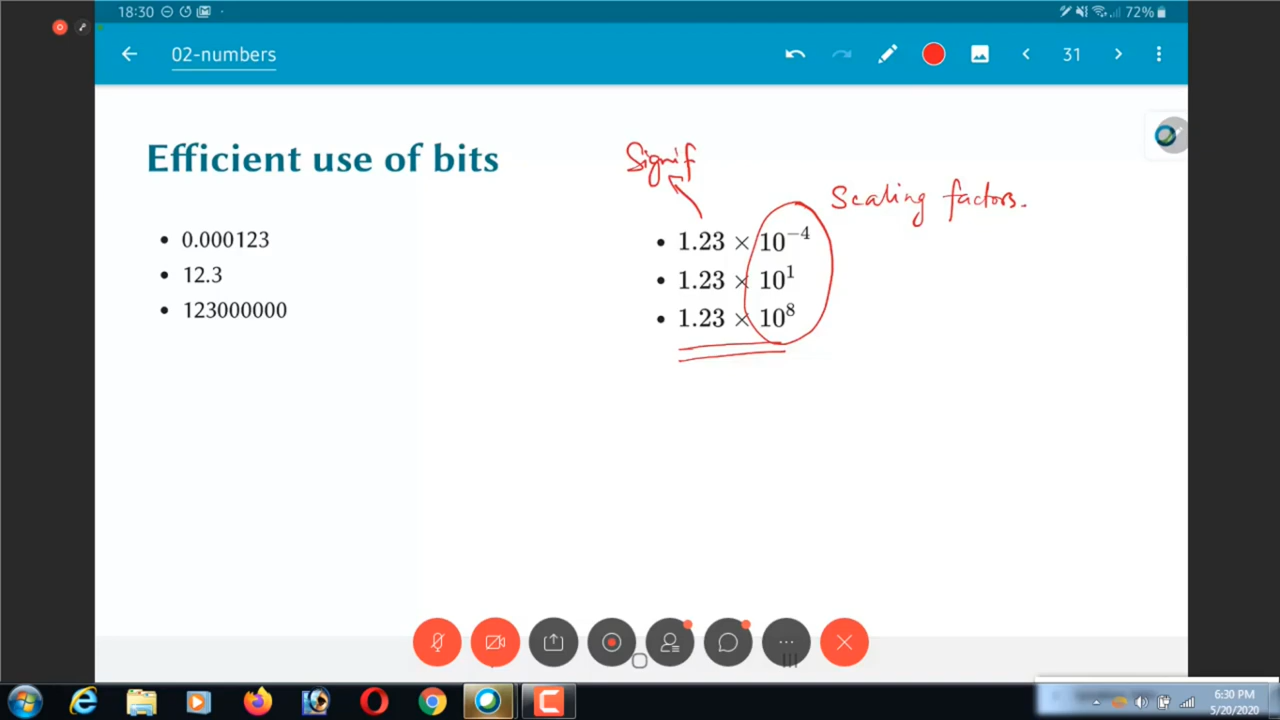 18:30
72%
02-numbers
31
Efficient use of bits
Signif
Scaling factors.
• 0.000123
• 12.3
• 123000000
• 1.23 × 10⁻⁴
• 1.23 × 10¹
• 1.23 × 10⁸
6:30 PM
5/20/2020